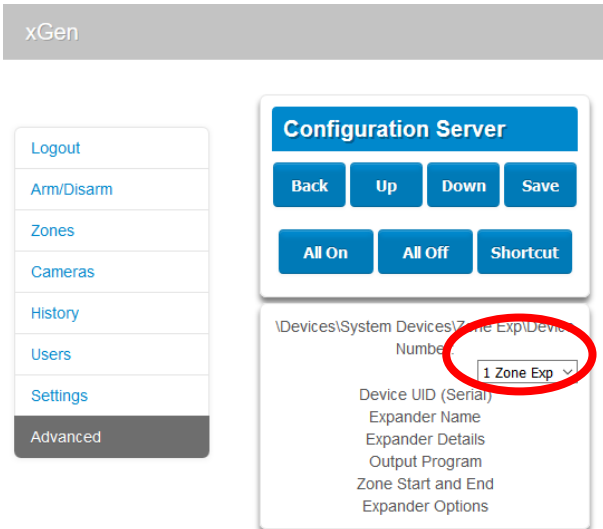 xGen
Logout
Arm/Disarm
Zones
Cameras
History
Users
Settings
Advanced
Configuration Server
Back Up Down Save
All On All Off Shortcut
\Devices\System Devices\Zone Exp\Device
Number.
1 Zone Exp
Device UID (Serial)
Expander Name
Expander Details
Output Program
Zone Start and End
Expander Options